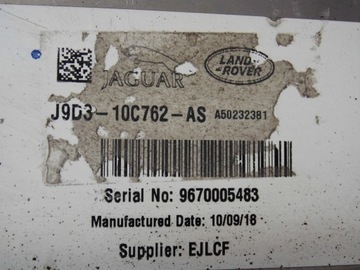 JAGUAR
LAND ROVER
J9D3-10C762-AS A50232381
Serial No: 9670005483
Manufactured Date: 10/09/18
Supplier: EJLCF